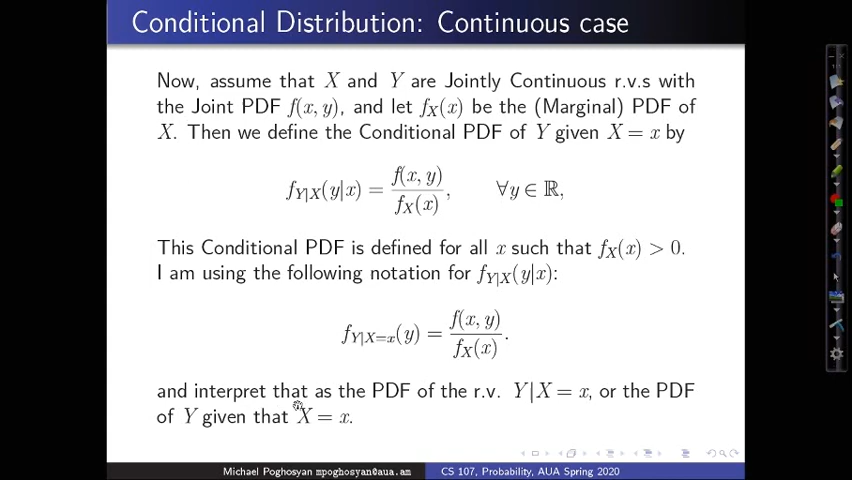 Conditional Distribution: Continuous case
Now, assume that X and Y are Jointly Continuous r.v.s with
the Joint PDF f(x, y), and let f_X(x) be the (Marginal) PDF of
X. Then we define the Conditional PDF of Y given X = x by
f_{Y|X}(y|x) = f(x, y) / f_X(x), ∀y ∈ ℝ,
This Conditional PDF is defined for all x such that f_X(x) > 0.
I am using the following notation for f_{Y|X}(y|x):
f_{Y|X=x}(y) = f(x, y) / f_X(x).
and interpret that as the PDF of the r.v. Y|X = x, or the PDF
of Y given that X = x.
Michael Poghosyan mpoghosyan@aua.am CS 107, Probability, AUA Spring 2020